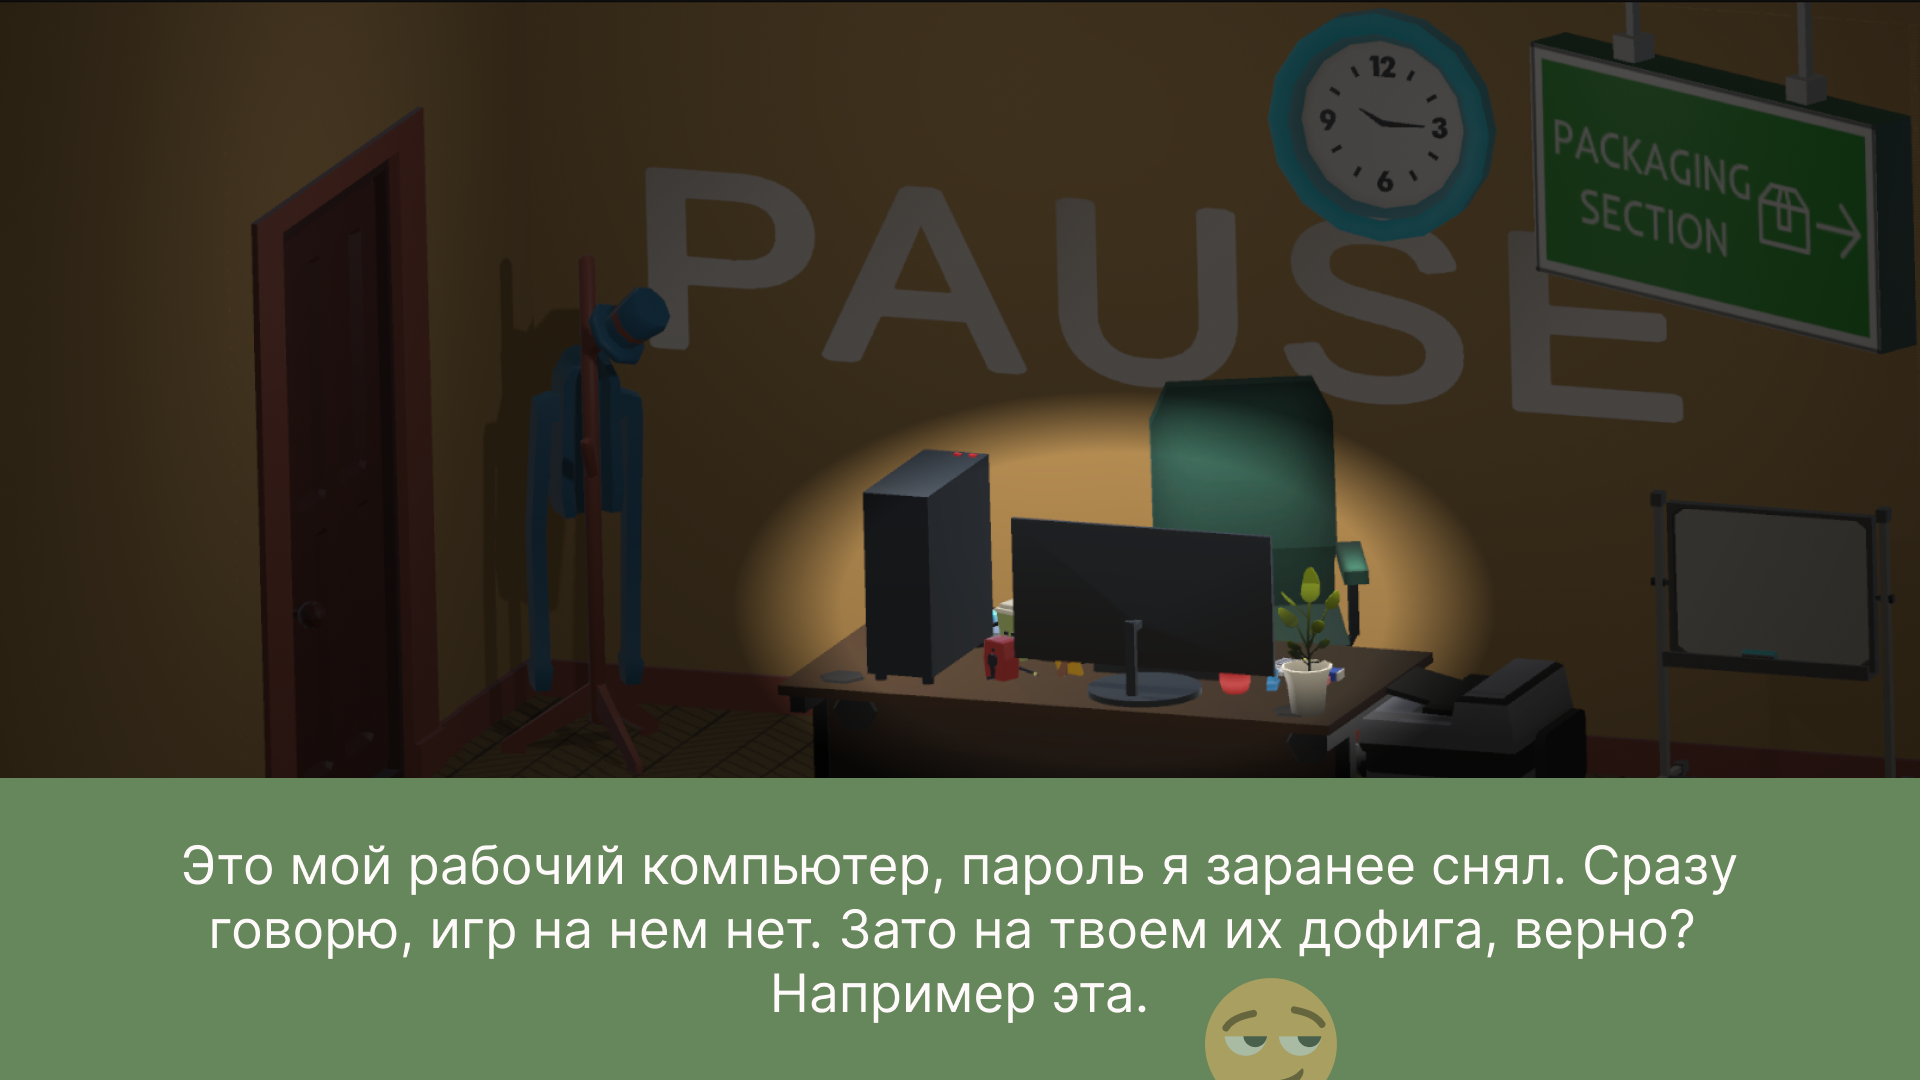 PAUSE
12
9
3
6
PACKAGING
SECTION
Это мой рабочий компьютер, пароль я заранее снял. Сразу
говорю, игр на нем нет. Зато на твоем их дофига, верно?
Например эта.